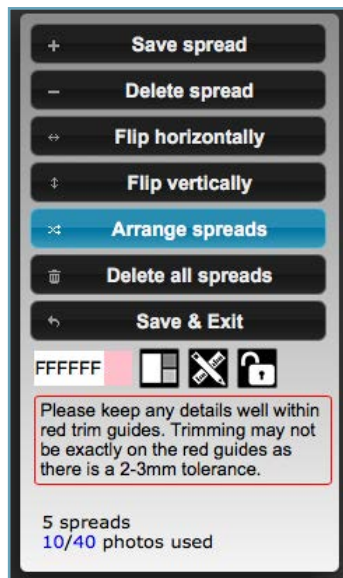 Save spread
Delete spread
Flip horizontally
Flip vertically
Arrange spreads
Delete all spreads
Save & Exit
FFFFFF
Please keep any details well within
red trim guides. Trimming may not
be exactly on the red guides as
there is a 2-3mm tolerance.
5 spreads
10/40 photos used